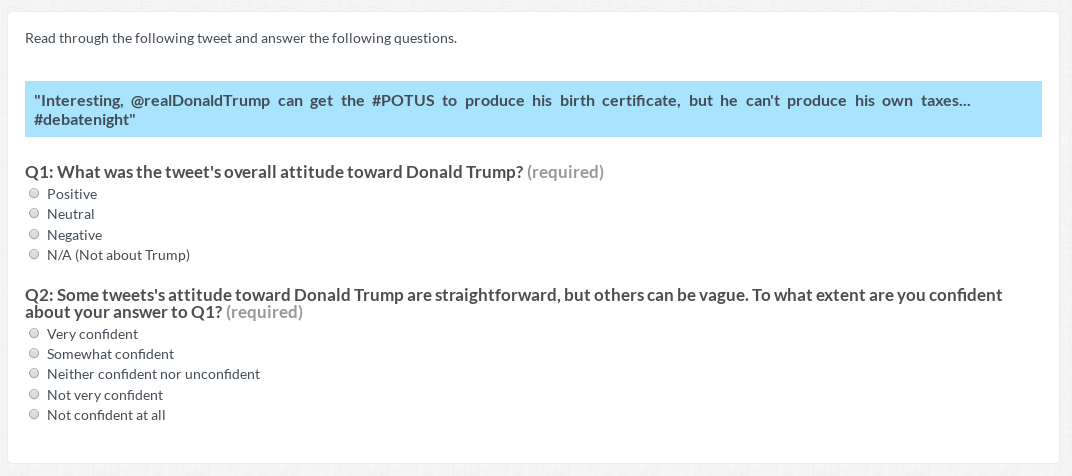 Read through the following tweet and answer the following questions.
"Interesting, @realDonaldTrump can get the #POTUS to produce his birth certificate, but he can't produce his own taxes...
#debatenight"
Q1: What was the tweet's overall attitude toward Donald Trump? (required)
Positive
Neutral
Negative
N/A (Not about Trump)
Q2: Some tweets's attitude toward Donald Trump are straightforward, but others can be vague. To what extent are you confident
about your answer to Q1? (required)
Very confident
Somewhat confident
Neither confident nor unconfident
Not very confident
Not confident at all